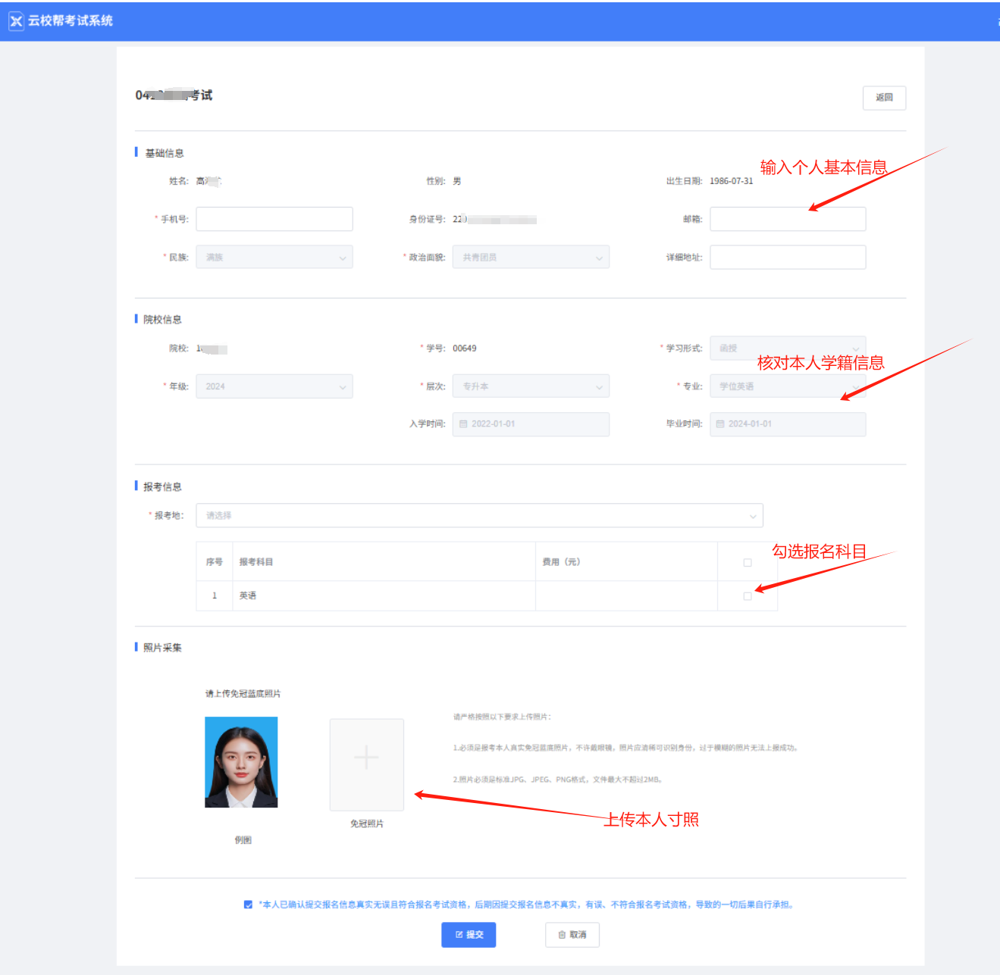 云校帮考试系统
04 考试
返回
基础信息
输入个人基本信息
姓名: 高
性别: 男
出生日期: 1986-07-31
* 手机号:
身份证号: 220
邮箱:
* 民族: 满族
* 政治面貌: 共青团员
详细地址:
院校信息
院校: 1
* 学号: 00649
* 学习形式: 函授
核对本人学籍信息
* 年级: 2024
* 层次: 专升本
* 专业: 学位英语
入学时间: 2022-01-01
毕业时间: 2024-01-01
报考信息
* 报考地: 请选择
勾选报名科目
序号 报考科目 费用（元）
1 英语
照片采集
请上传免冠蓝底照片
请严格按照以下要求上传照片：
1.必须是报考本人真实免冠蓝底照片，不许戴眼镜，照片应清晰可识别身份，过于模糊的照片无法上报成功。
2.照片必须是标准JPG、JPEG、PNG格式，文件最大不超过2MB。
免冠照片
上传本人寸照
例图
*本人已确认提交报名信息真实无误且符合报名考试资格，后期因提交报名信息不真实，有误、不符合报名考试资格，导致的一切后果自行承担。
提交
取消